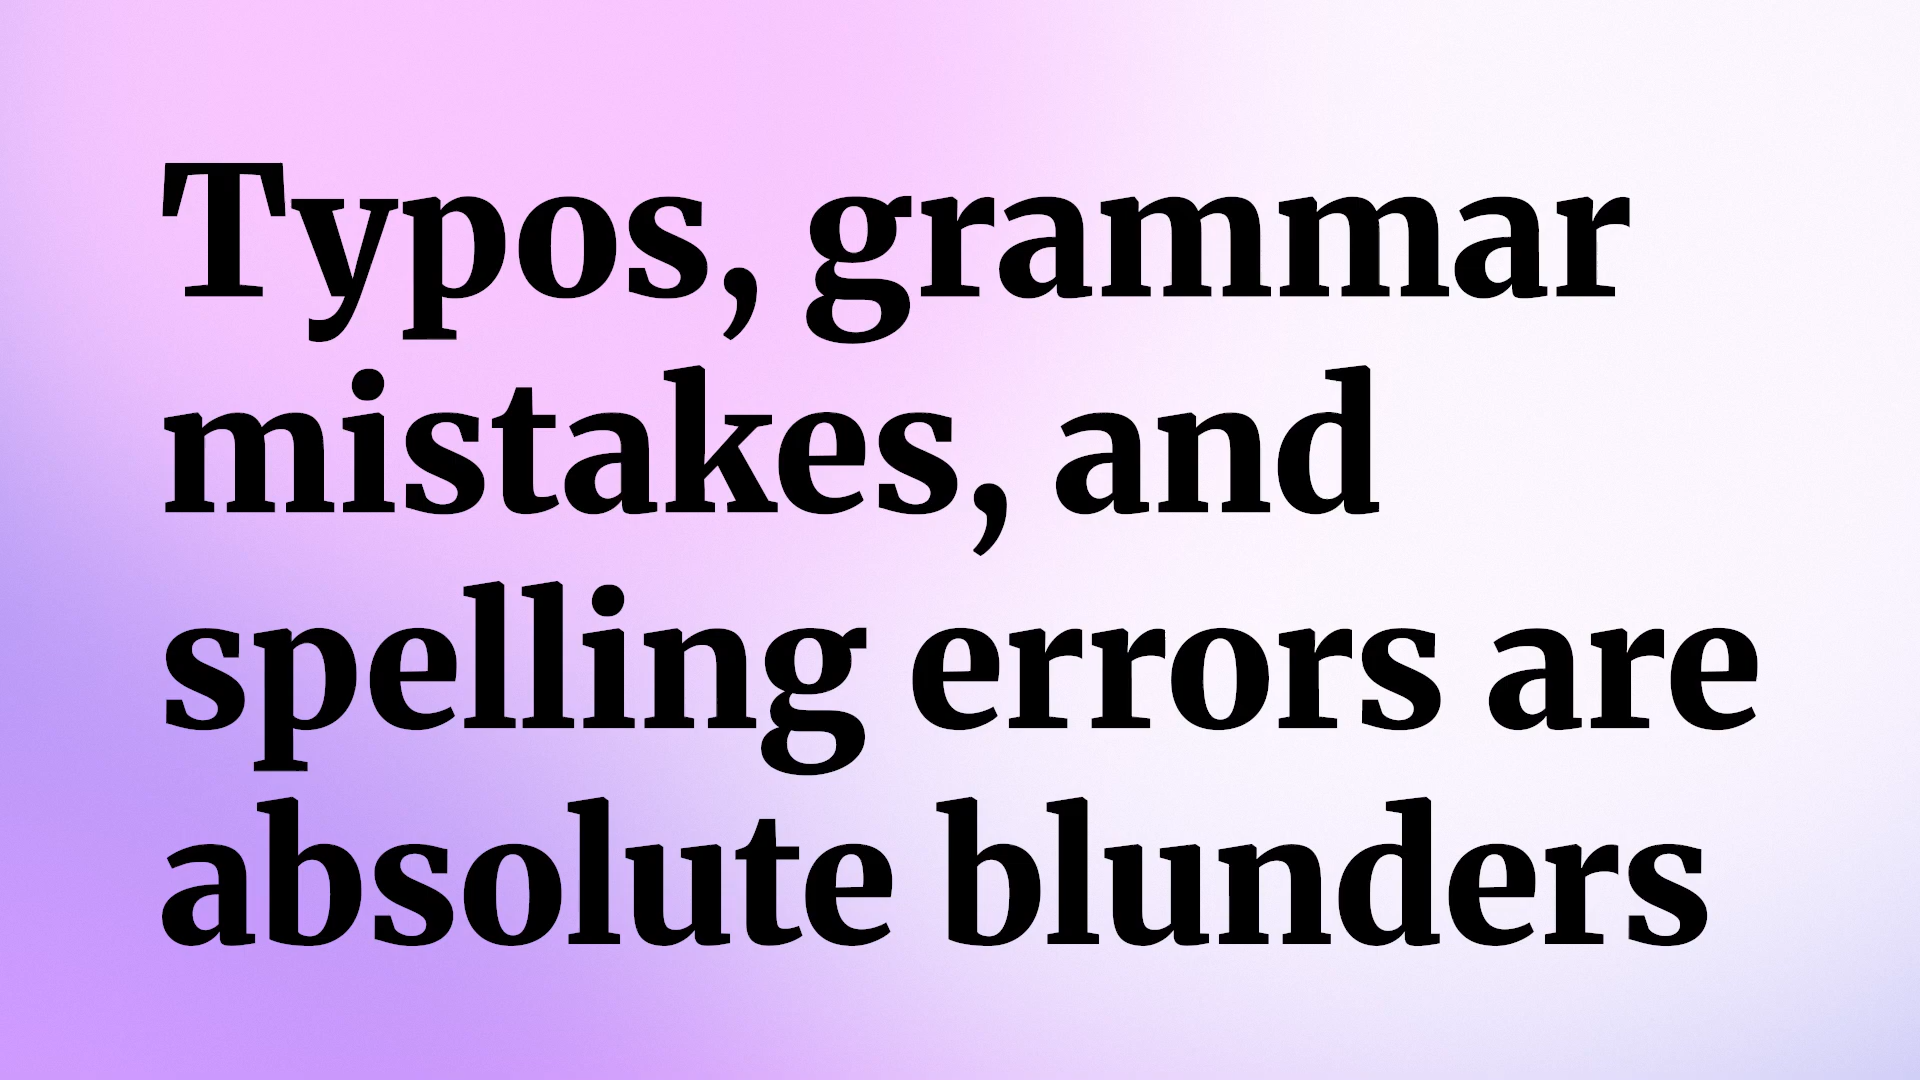 Typos, grammar
mistakes, and
spelling errors are
absolute blunders